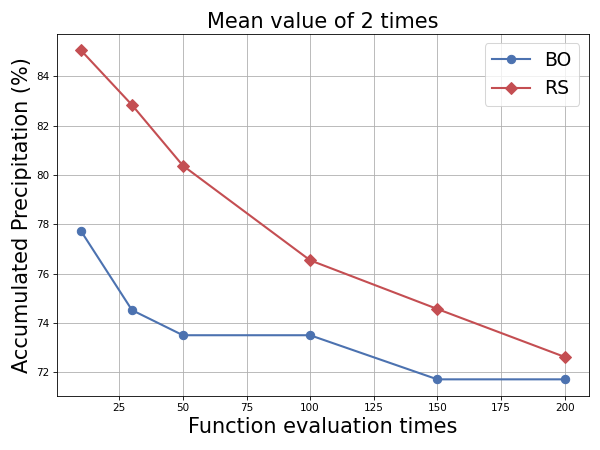 Mean value of 2 times
Accumulated Precipitation (%)
84
82
80
78
76
74
72
BO
RS
25 50 75 100 125 150 175 200
Function evaluation times